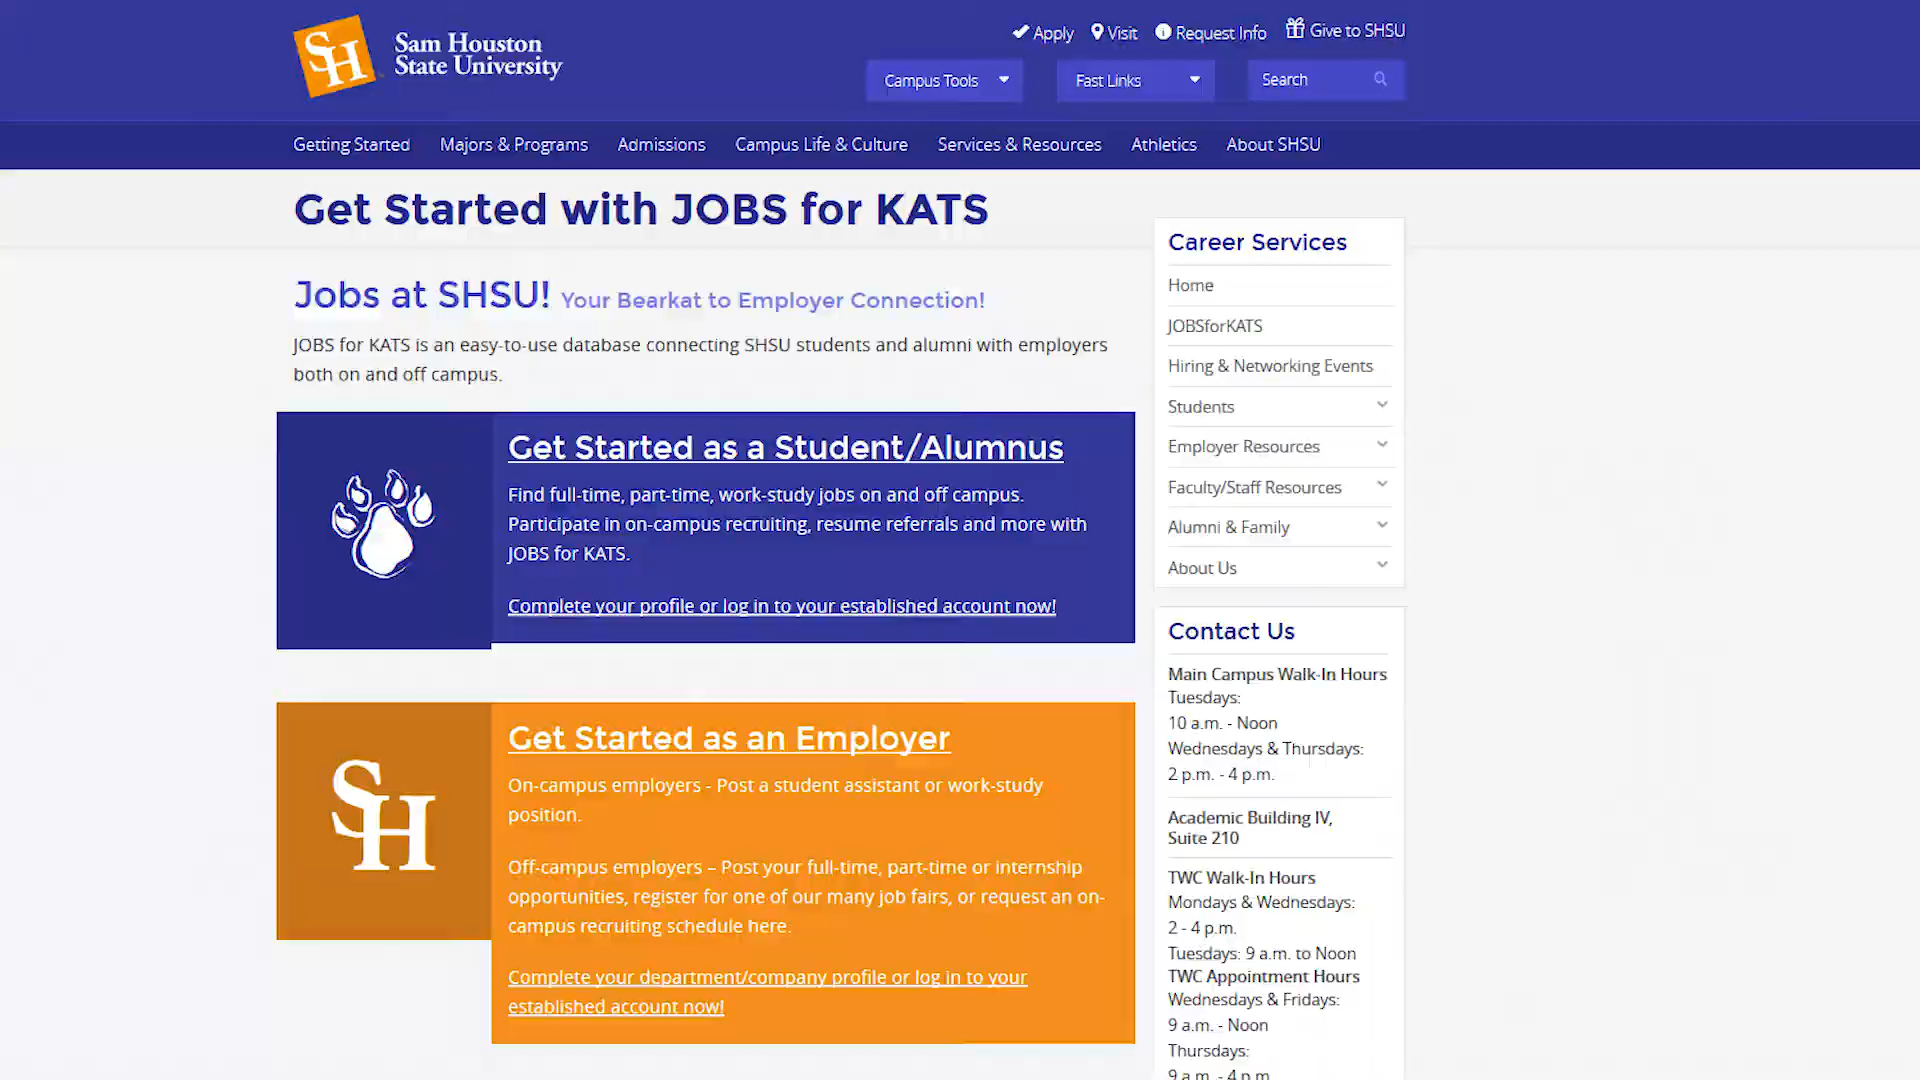 SH Sam Houston
State University
Apply Visit Request Info Give to SHSU
Campus Tools Fast Links Search
Getting Started Majors & Programs Admissions Campus Life & Culture Services & Resources Athletics About SHSU
Get Started with JOBS for KATS
Jobs at SHSU! Your Bearkat to Employer Connection!
JOBS for KATS is an easy-to-use database connecting SHSU students and alumni with employers
both on and off campus.
Get Started as a Student/Alumnus
Find full-time, part-time, work-study jobs on and off campus.
Participate in on-campus recruiting, resume referrals and more with
JOBS for KATS.
Complete your profile or log in to your established account now!
SH
Get Started as an Employer
On-campus employers - Post a student assistant or work-study
position.
Off-campus employers – Post your full-time, part-time or internship
opportunities, register for one of our many job fairs, or request an on-
campus recruiting schedule here.
Complete your department/company profile or log in to your
established account now!
Career Services
Home
JOBSforKATS
Hiring & Networking Events
Students
Employer Resources
Faculty/Staff Resources
Alumni & Family
About Us
Contact Us
Main Campus Walk-In Hours
Tuesdays:
10 a.m. - Noon
Wednesdays & Thursdays:
2 p.m. - 4 p.m.
Academic Building IV,
Suite 210
TWC Walk-In Hours
Mondays & Wednesdays:
2 - 4 p.m.
Tuesdays: 9 a.m. to Noon
TWC Appointment Hours
Wednesdays & Fridays:
9 a.m. - Noon
Thursdays:
9 a.m. - 4 p.m.